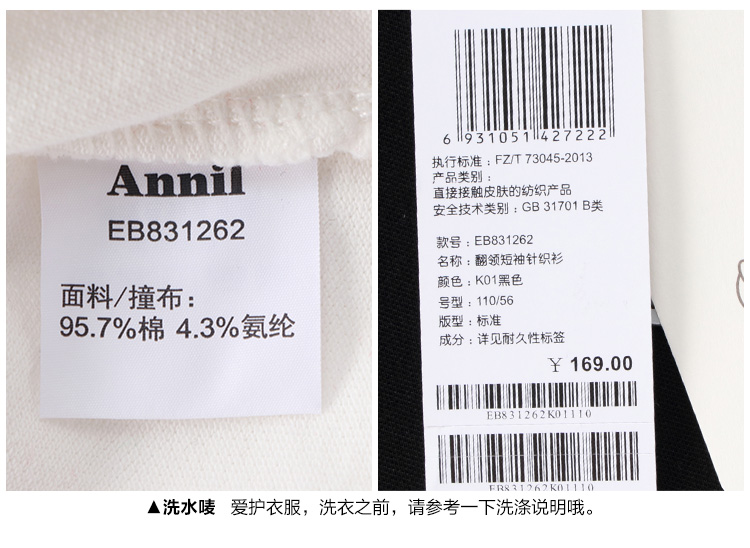 Annil
EB831262
面料/撞布：
95.7%棉 4.3%氨纶
6 931051 427222
执行标准：FZ/T 73045-2013
产品类别：
直接接触皮肤的纺织产品
安全技术类别：GB 31701 B类
款号：EB831262
名称：翻领短袖针织衫
颜色：K01黑色
号型：110/56
版型：标准
成分：详见耐久性标签
￥ 169.00
EB831262K01110
EB831262K01110
▲洗水唛 爱护衣服，洗衣之前，请参考一下洗涤说明哦。